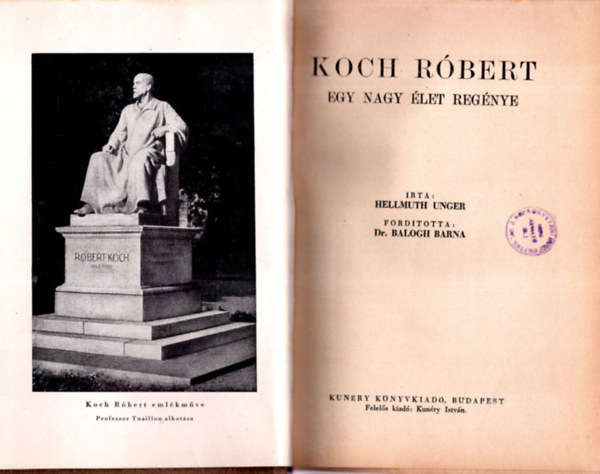 ROBERT KOCH
Koch Róbert emlékműve
Professor Tuaillon alkotása
KOCH RÓBERT
EGY NAGY ÉLET REGÉNYE
IRTA:
HELLMUTH UNGER
FORDITOTTA:
Dr. BALOGH BARNA
KUNERY KÖNYVKIADO, BUDAPEST
Felelős kiadó: Kunéry István.